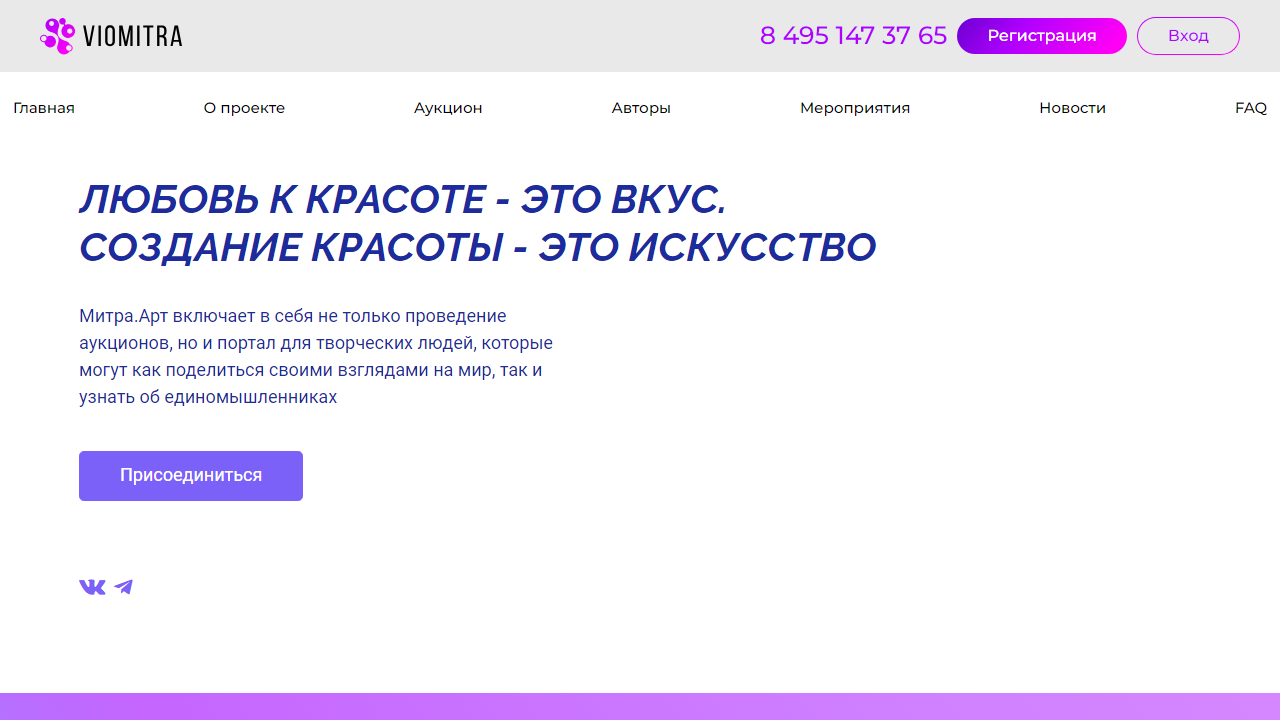 VIOMITRA
8 495 147 37 65
Регистрация
Вход
Главная
О проекте
Аукцион
Авторы
Мероприятия
Новости
FAQ
ЛЮБОВЬ К КРАСОТЕ - ЭТО ВКУС.
СОЗДАНИЕ КРАСОТЫ - ЭТО ИСКУССТВО
Митра.Арт включает в себя не только проведение
аукционов, но и портал для творческих людей, которые
могут как поделиться своими взглядами на мир, так и
узнать об единомышленниках
Присоединиться